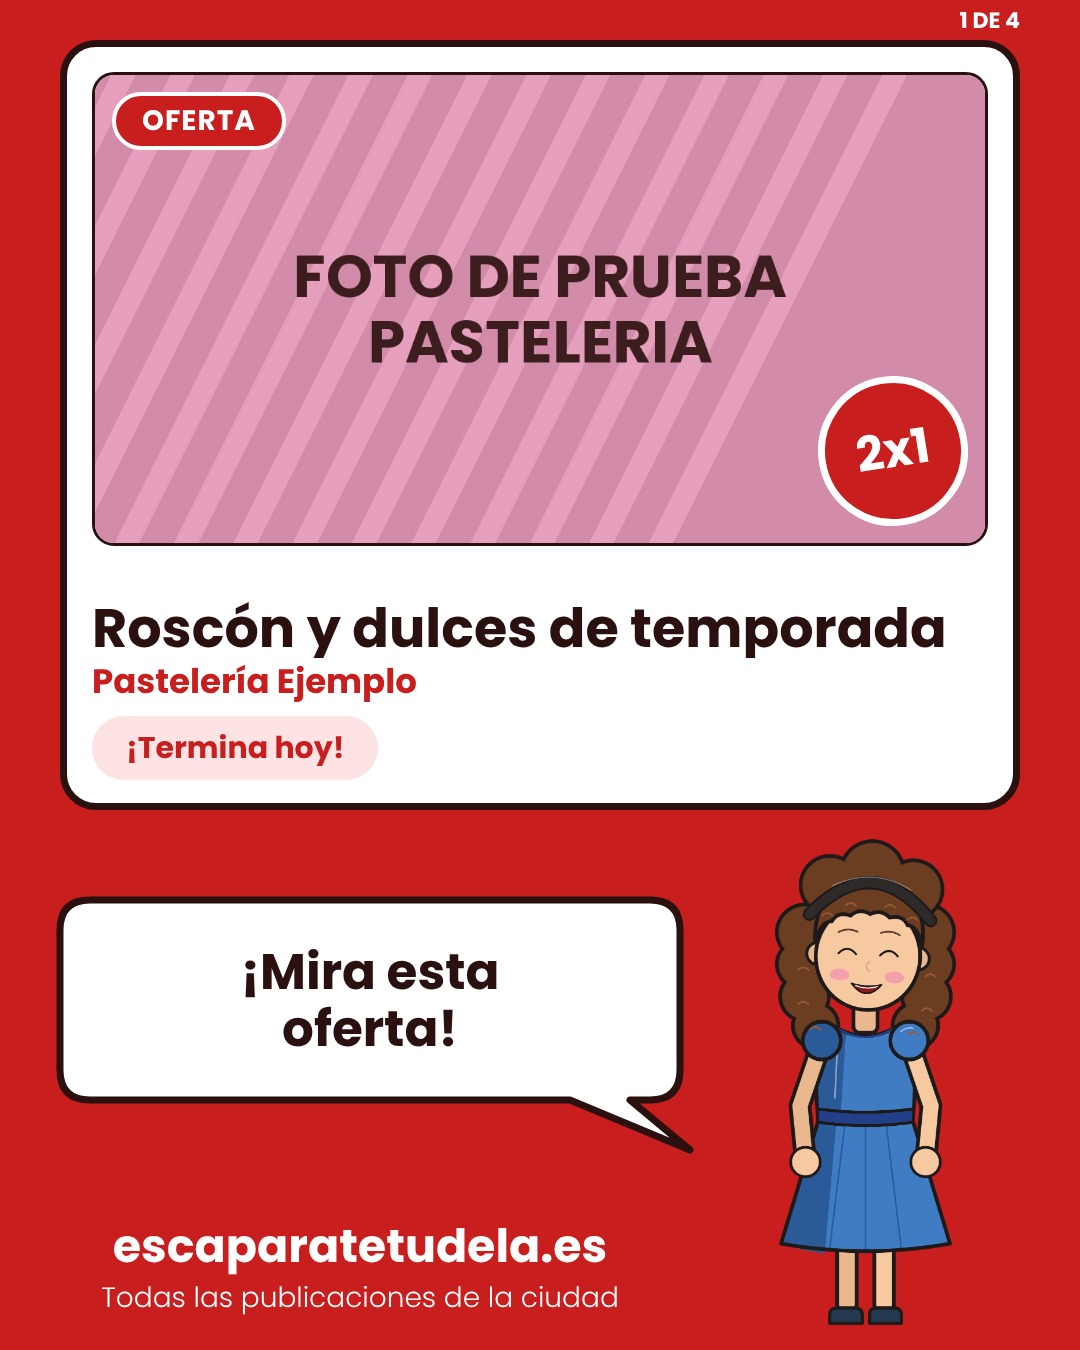 1 DE 4
OFERTA
FOTO DE PRUEBA
PASTELERIA
2x1
Roscón y dulces de temporada
Pastelería Ejemplo
¡Termina hoy!
¡Mira esta
oferta!
escaparatetudela.es
Todas las publicaciones de la ciudad